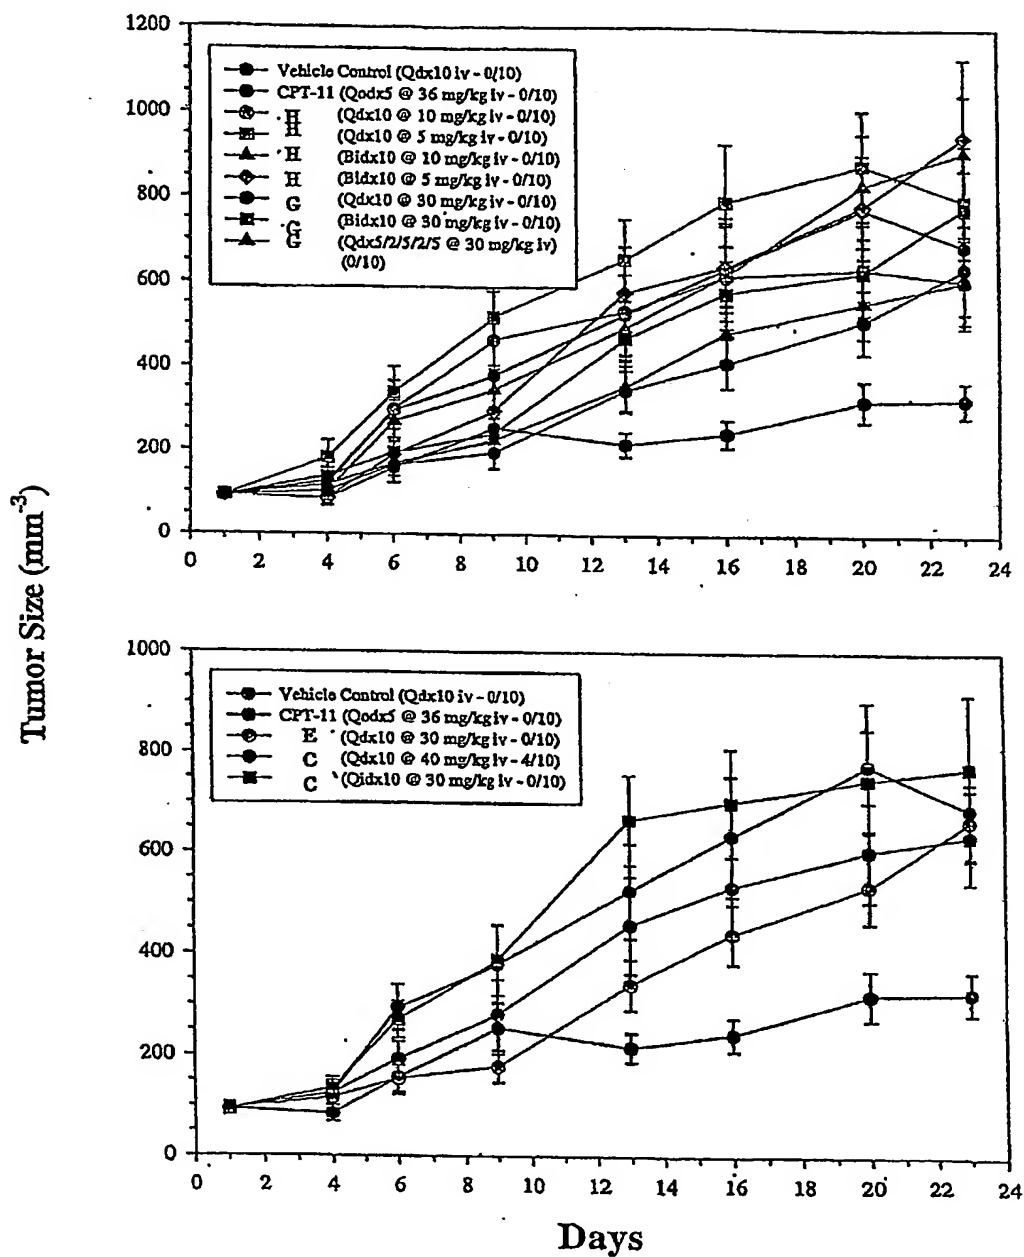 1200
1000
800
600
400
200
0
Vehicle Control (Qdx10 iv - 0/10)
CPT-11 (Qodx5 @ 36 mg/kg iv - 0/10)
H (Qdx10 @ 10 mg/kg iv - 0/10)
H (Qdx10 @ 5 mg/kg iv - 0/10)
H (Bidx10 @ 10 mg/kg iv - 0/10)
H (Bidx10 @ 5 mg/kg iv - 0/10)
G (Qdx10 @ 30 mg/kg iv - 0/10)
G (Bidx10 @ 30 mg/kg iv - 0/10)
G (Qdx5/2/5/2/5 @ 30 mg/kg iv)
(0/10)
0 2 4 6 8 10 12 14 16 18 20 22 24
Tumor Size (mm-3)
1000
800
600
400
200
0
Vehicle Control (Qdx10 iv - 0/10)
CPT-11 (Qodx5 @ 36 mg/kg iv - 0/10)
E (Qdx10 @ 30 mg/kg iv - 0/10)
C (Qdx10 @ 40 mg/kg iv - 4/10)
C (Qidx10 @ 30 mg/kg iv - 0/10)
0 2 4 6 8 10 12 14 16 18 20 22 24
Days